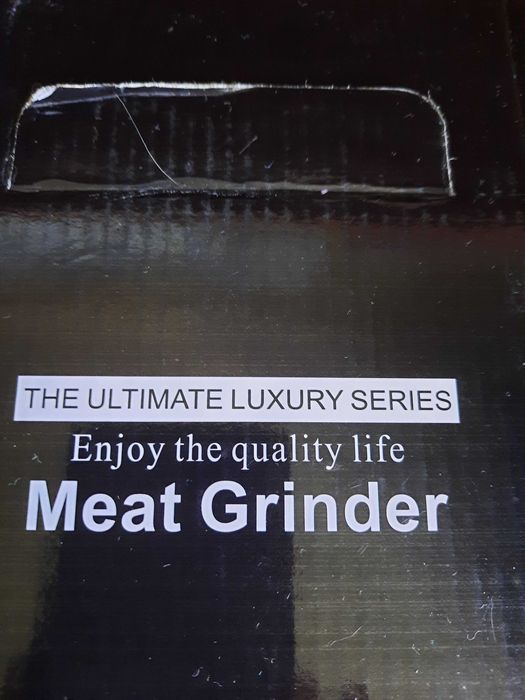 THE ULTIMATE LUXURY SERIES
Enjoy the quality life
Meat Grinder